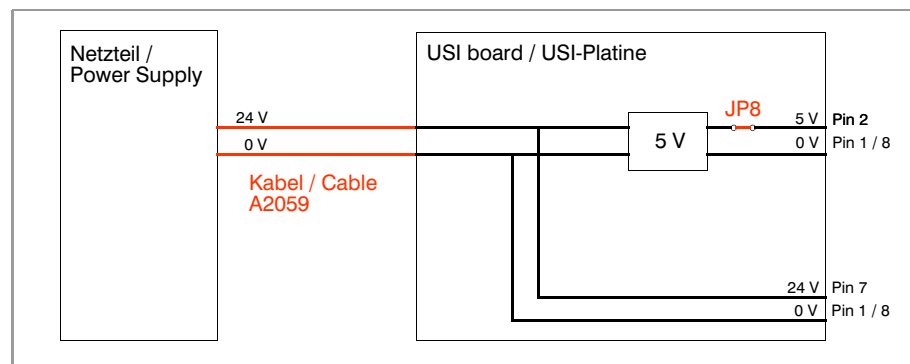 Netzteil /
Power Supply
USI board / USI-Platine
24 V
0 V
Kabel / Cable
A2059
5 V
JP8
5 V Pin 2
0 V Pin 1 / 8
24 V Pin 7
0 V Pin 1 / 8